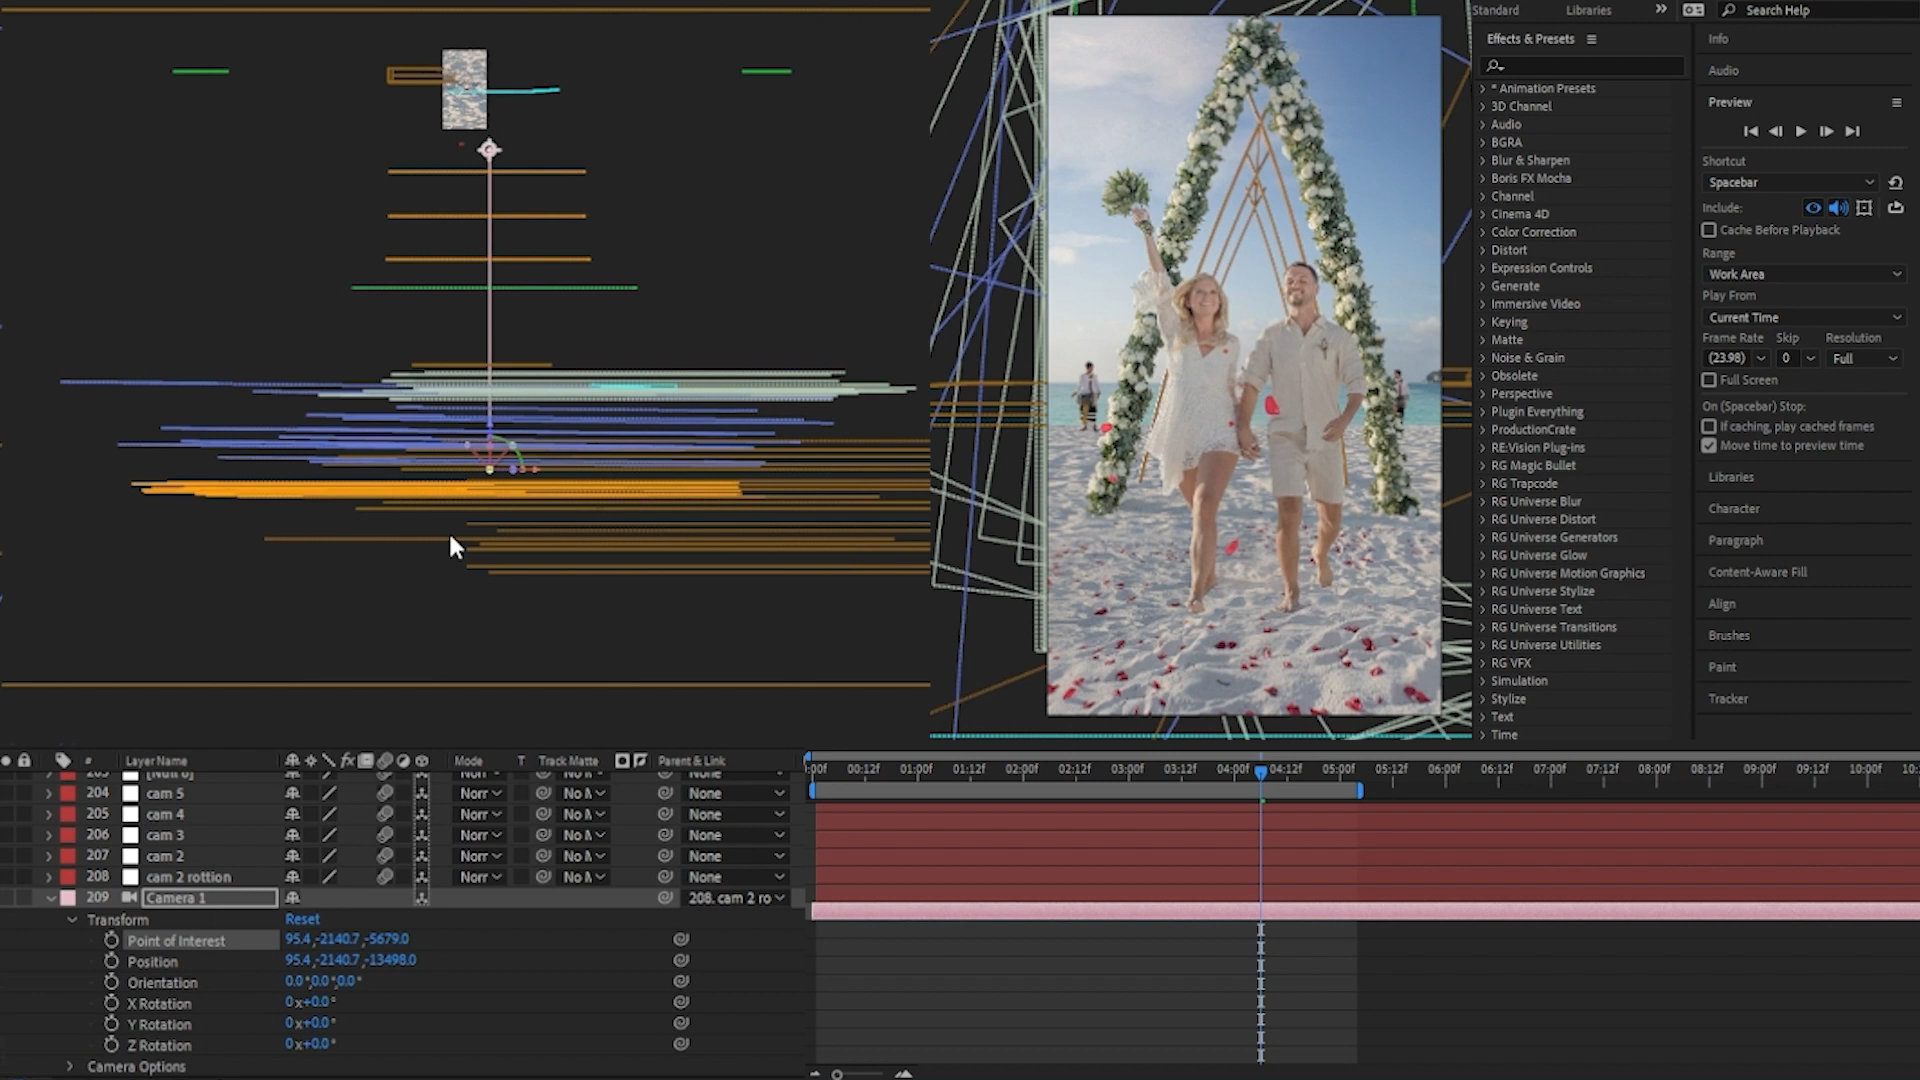 Standard Libraries Search Help
Effects & Presets
* Animation Presets
3D Channel
Audio
BGRA
Blur & Sharpen
Boris FX Mocha
Channel
Cinema 4D
Color Correction
Distort
Expression Controls
Generate
Immersive Video
Keying
Matte
Noise & Grain
Obsolete
Perspective
Plugin Everything
ProductionCrate
RE:Vision Plug-ins
RG Magic Bullet
RG Trapcode
RG Universe Blur
RG Universe Distort
RG Universe Generators
RG Universe Glow
RG Universe Motion Graphics
RG Universe Stylize
RG Universe Text
RG Universe Transitions
RG Universe Utilities
RG VFX
Simulation
Stylize
Text
Time
Info
Audio
Preview
Shortcut
Spacebar
Include:
Cache Before Playback
Range
Work Area
Play From
Current Time
Frame Rate Skip Resolution
(23.98) 0 Full
Full Screen
On (Spacebar) Stop:
If caching, play cached frames
Move time to preview time
Libraries
Character
Paragraph
Content-Aware Fill
Align
Brushes
Paint
Tracker
# Layer Name fx Mode T Track Matte Parent & Link
:00f 00:12f 01:00f 01:12f 02:00f 02:12f 03:00f 03:12f 04:00f 04:12f 05:00f 05:12f 06:00f 06:12f 07:00f 07:12f 08:00f 08:12f 09:00f 09:12f 10:00f 10:
204 cam 5 Norr No M None
205 cam 4 Norr No M None
206 cam 3 Norr No M None
207 cam 2 Norr No M None
208 cam 2 rottion Norr No M None
209 Camera 1 208. cam 2 ro
Transform Reset
Point of Interest 95.4,-2140.7,-5679.0
Position 95.4,-2140.7,-13498.0
Orientation 0.0°,0.0°,0.0°
X Rotation 0x+0.0°
Y Rotation 0x+0.0°
Z Rotation 0x+0.0°
Camera Options